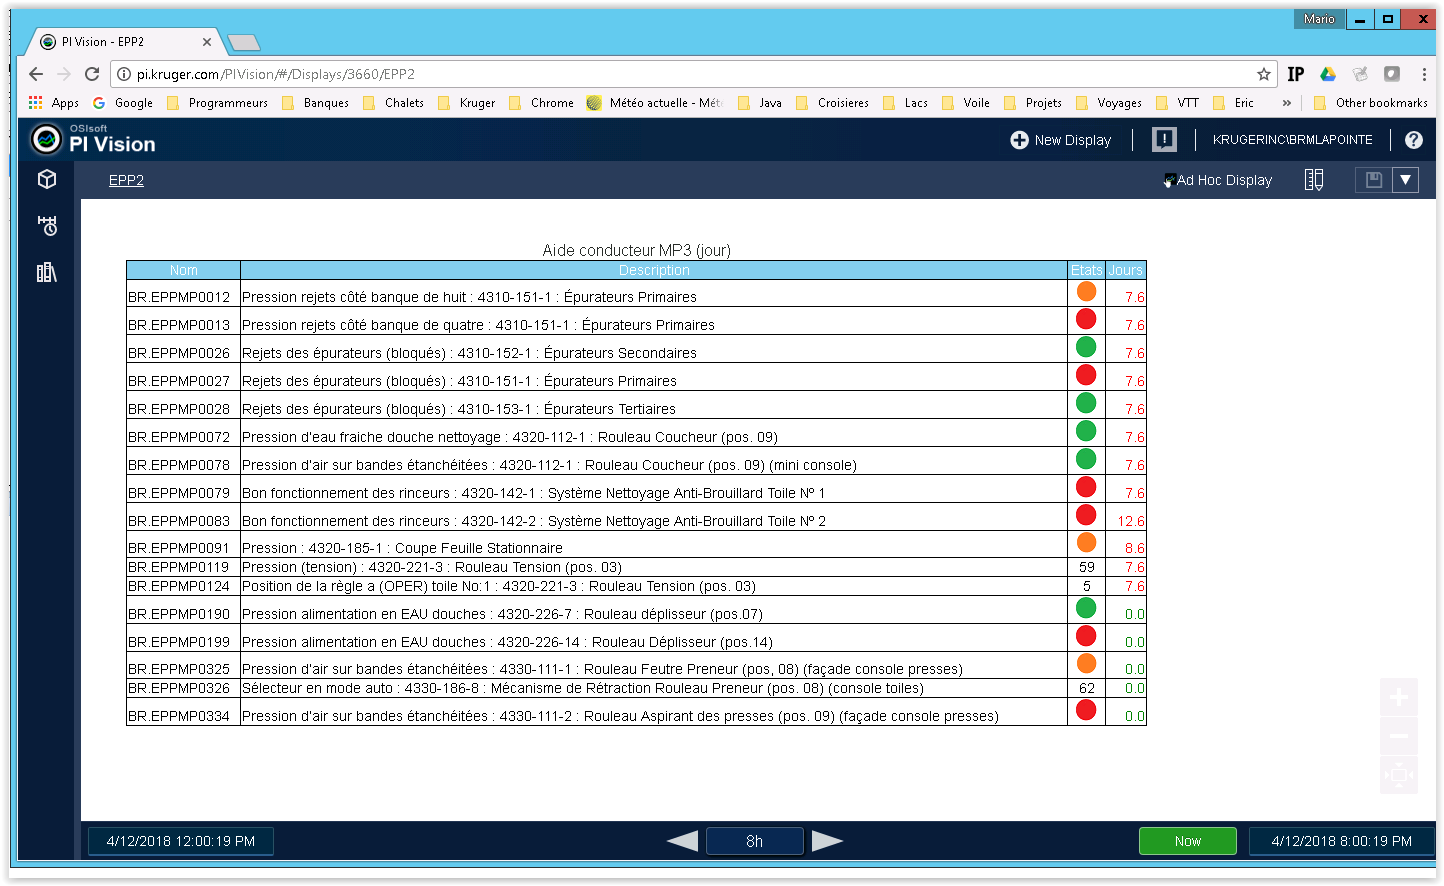 Mario
PI Vision - EPP2
pi.kruger.com/PIVision/#/Displays/3660/EPP2
IP
Apps Google Programmeurs Banques Chalets Kruger Chrome Météo actuelle - Mét Java Croisieres Lacs Voile Projets Voyages VTT Eric » Other bookmarks
OSIsoft
PI Vision
New Display KRUGERINC\BRMLAPOINTE ?
EPP2 Ad Hoc Display
Aide conducteur MP3 (jour)
Nom Description Etats Jours
BR.EPPMP0012 Pression rejets côté banque de huit : 4310-151-1 : Épurateurs Primaires 7.6
BR.EPPMP0013 Pression rejets côté banque de quatre : 4310-151-1 : Épurateurs Primaires 7.6
BR.EPPMP0026 Rejets des épurateurs (bloqués) : 4310-152-1 : Épurateurs Secondaires 7.6
BR.EPPMP0027 Rejets des épurateurs (bloqués) : 4310-151-1 : Épurateurs Primaires 7.6
BR.EPPMP0028 Rejets des épurateurs (bloqués) : 4310-153-1 : Épurateurs Tertiaires 7.6
BR.EPPMP0072 Pression d'eau fraiche douche nettoyage : 4320-112-1 : Rouleau Coucheur (pos. 09) 7.6
BR.EPPMP0078 Pression d'air sur bandes étanchéitées : 4320-112-1 : Rouleau Coucheur (pos. 09) (mini console) 7.6
BR.EPPMP0079 Bon fonctionnement des rinceurs : 4320-142-1 : Système Nettoyage Anti-Brouillard Toile Nº 1 7.6
BR.EPPMP0083 Bon fonctionnement des rinceurs : 4320-142-2 : Système Nettoyage Anti-Brouillard Toile Nº 2 12.6
BR.EPPMP0091 Pression : 4320-185-1 : Coupe Feuille Stationnaire 8.6
BR.EPPMP0119 Pression (tension) : 4320-221-3 : Rouleau Tension (pos. 03) 59 7.6
BR.EPPMP0124 Position de la règle a (OPER) toile No:1 : 4320-221-3 : Rouleau Tension (pos. 03) 5 7.6
BR.EPPMP0190 Pression alimentation en EAU douches : 4320-226-7 : Rouleau déplisseur (pos.07) 0.0
BR.EPPMP0199 Pression alimentation en EAU douches : 4320-226-14 : Rouleau Déplisseur (pos.14) 0.0
BR.EPPMP0325 Pression d'air sur bandes étanchéitées : 4330-111-1 : Rouleau Feutre Preneur (pos, 08) (façade console presses) 0.0
BR.EPPMP0326 Sélecteur en mode auto : 4330-186-8 : Mécanisme de Rétraction Rouleau Preneur (pos. 08) (console toiles) 62 0.0
BR.EPPMP0334 Pression d'air sur bandes étanchéitées : 4330-111-2 : Rouleau Aspirant des presses (pos. 09) (façade console presses) 0.0
4/12/2018 12:00:19 PM 8h Now 4/12/2018 8:00:19 PM